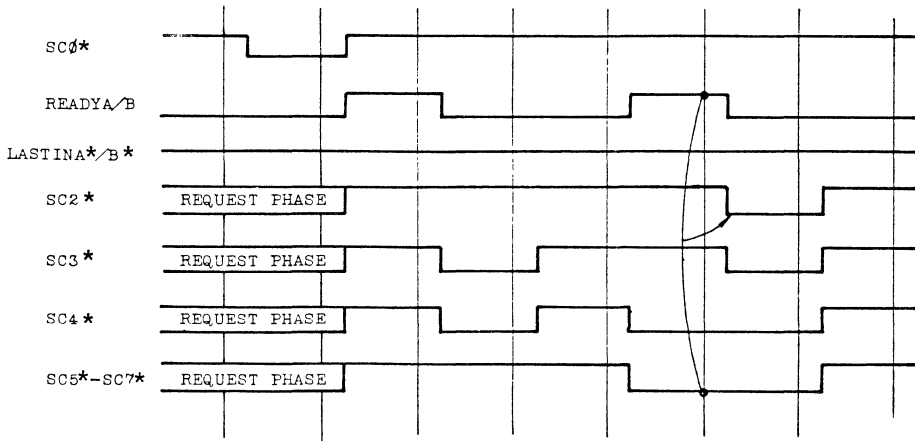 SCØ*
READYA/B
LASTINA*/B*
SC2*
REQUEST PHASE
SC3*
REQUEST PHASE
SC4*
REQUEST PHASE
SC5*-SC7*
REQUEST PHASE